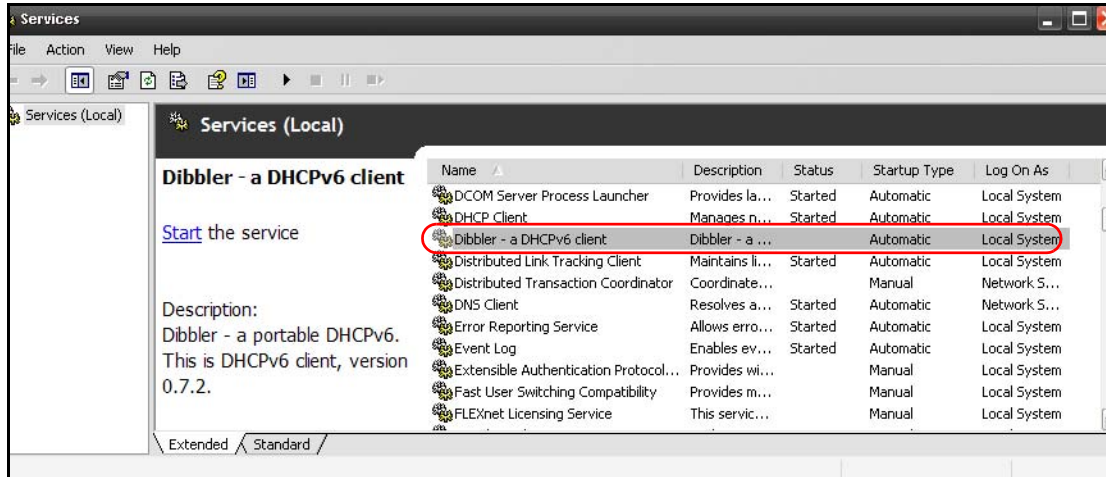 Services
File Action View Help
Services (Local)
Services (Local)
Dibbler - a DHCPv6 client
Start the service
Description:
Dibbler - a portable DHCPv6.
This is DHCPv6 client, version
0.7.2.
Name Description Status Startup Type Log On As
DCOM Server Process Launcher Provides la... Started Automatic Local System
DHCP Client Manages n... Started Automatic Local System
Dibbler - a DHCPv6 client Dibbler - a ... Automatic Local System
Distributed Link Tracking Client Maintains li... Started Automatic Local System
Distributed Transaction Coordinator Coordinate... Manual Network S...
DNS Client Resolves a... Started Automatic Network S...
Error Reporting Service Allows erro... Started Automatic Local System
Event Log Enables ev... Started Automatic Local System
Extensible Authentication Protocol... Provides wi... Manual Local System
Fast User Switching Compatibility Provides m... Manual Local System
FLEXnet Licensing Service This servic... Manual Local System
Extended Standard